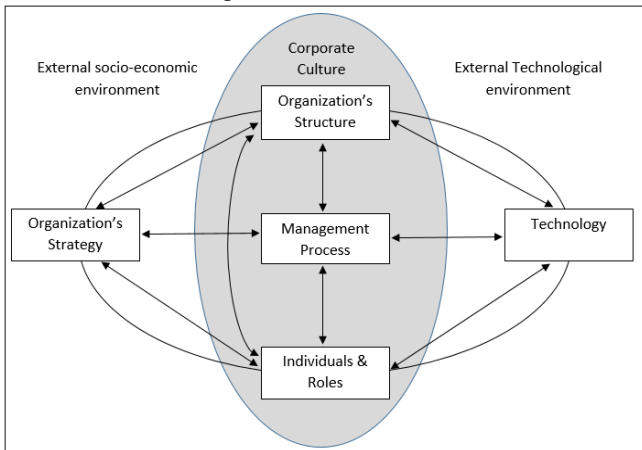 Corporate
Culture
External socio-economic
environment
External Technological
environment
Organization's
Structure
Organization's
Strategy
Management
Process
Technology
Individuals &
Roles